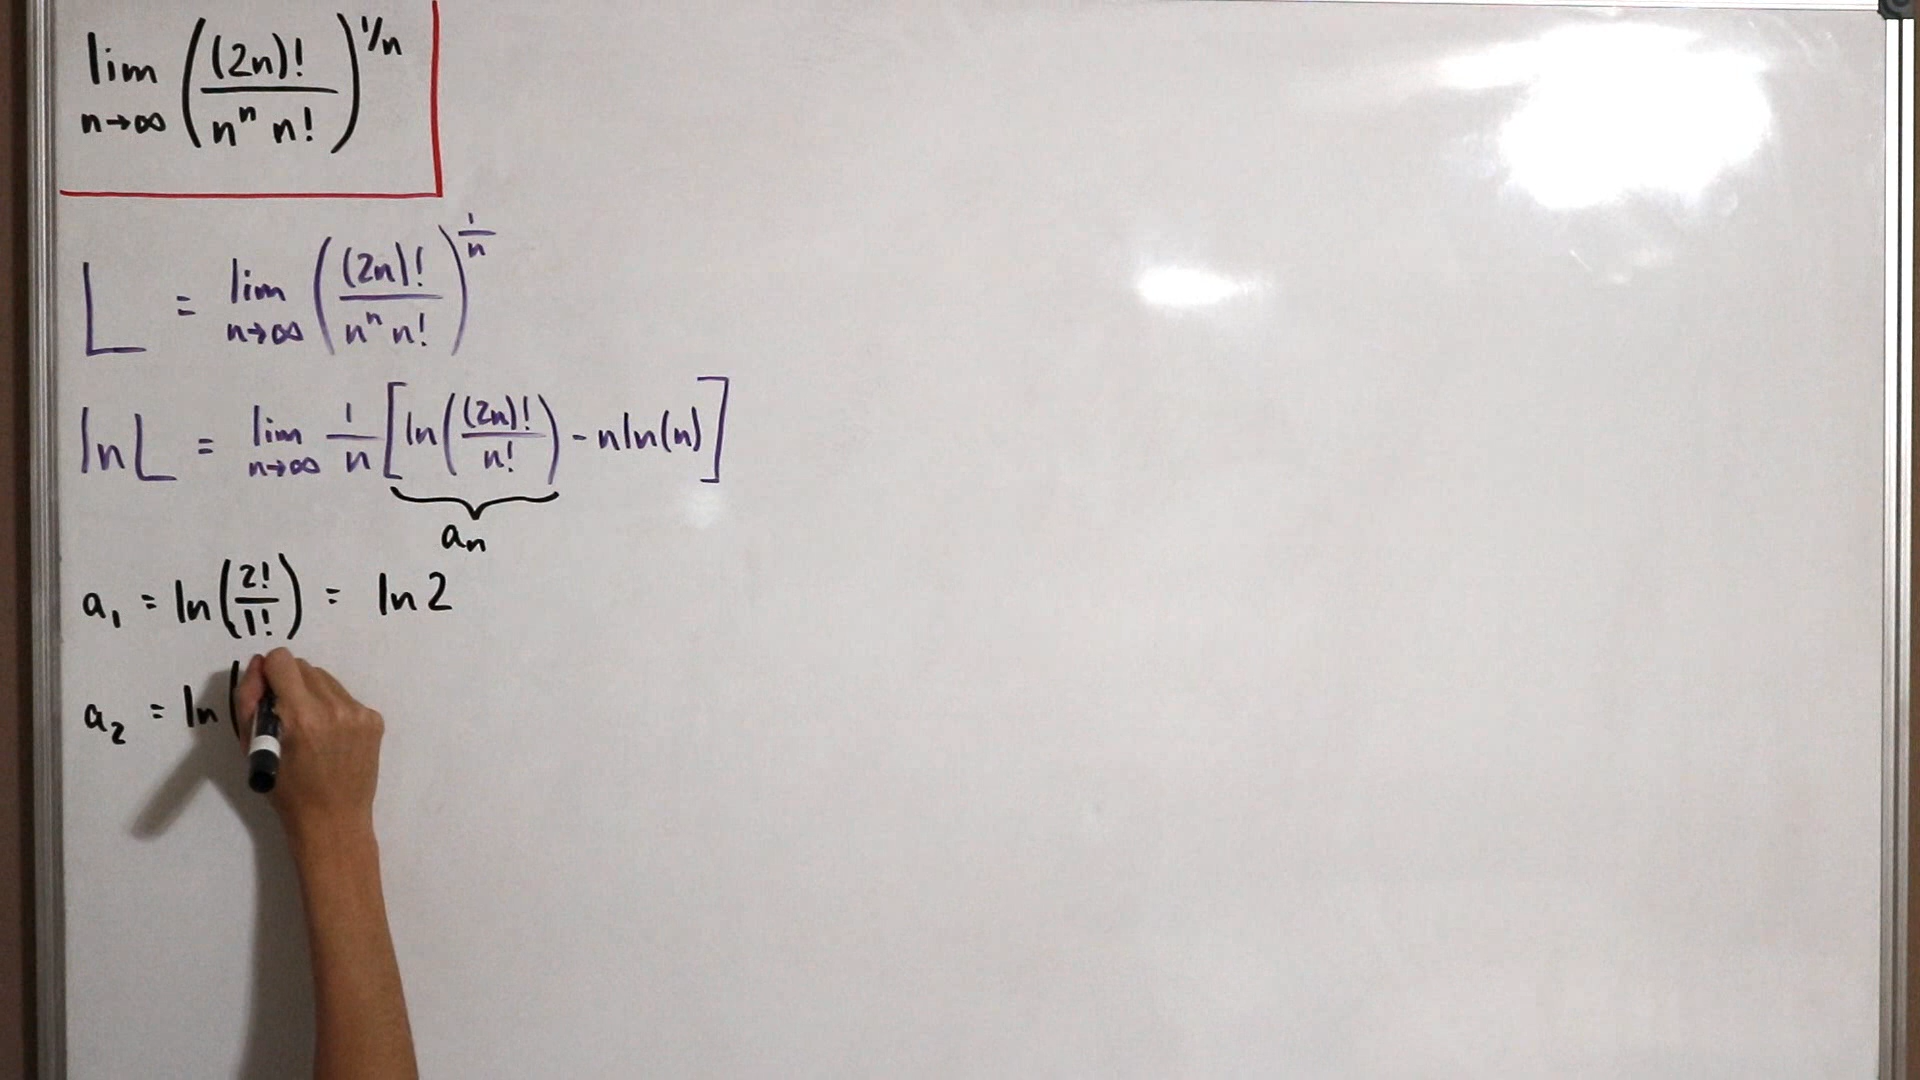 lim n→∞ ((2n)! / n^n n!)^1/n
L = lim n→∞ ((2n)! / n^n n!)^1/n
ln L = lim n→∞ 1/n [ln((2n)!/n!) - n ln(n)]
a_n
a_1 = ln(2!/1!) = ln 2
a_2 = ln(